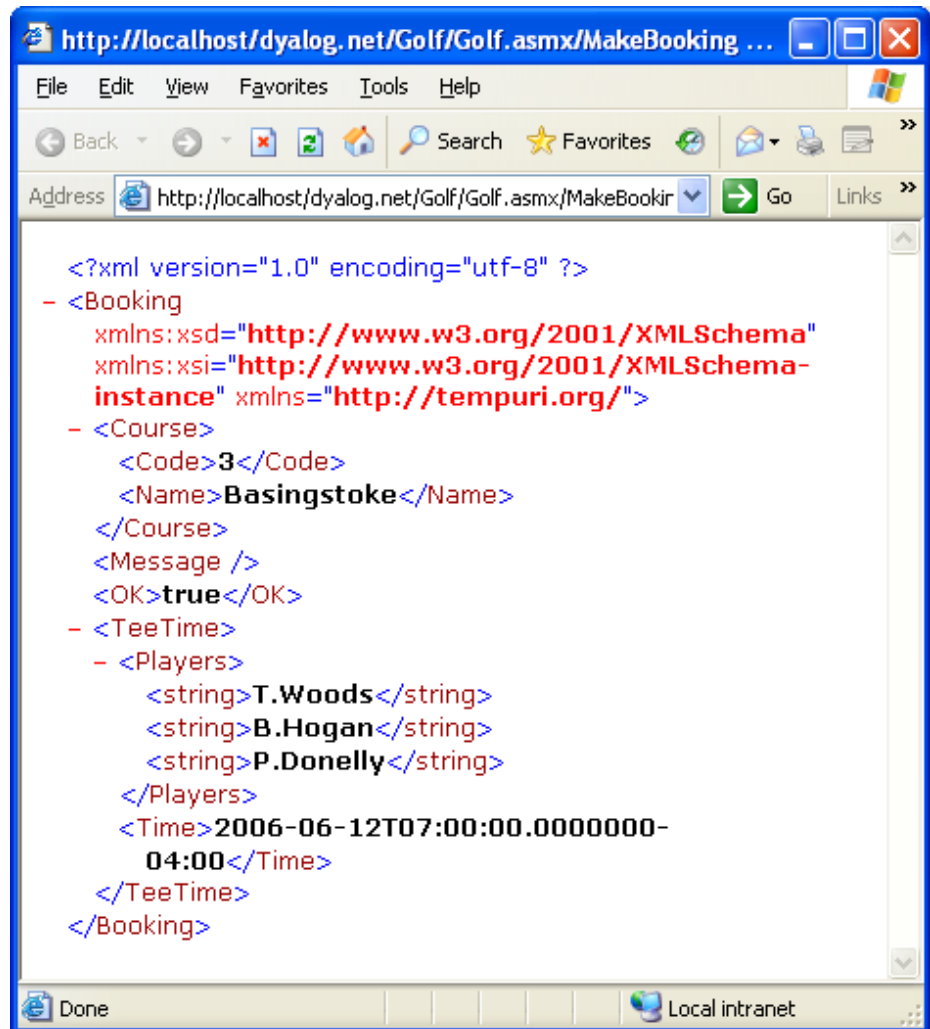 http://localhost/dyalog.net/Golf/Golf.asmx/MakeBooking ...
File Edit View Favorites Tools Help
Back Search Favorites »
Address http://localhost/dyalog.net/Golf/Golf.asmx/MakeBookir Go Links »
<?xml version="1.0" encoding="utf-8" ?>
– <Booking
xmlns:xsd="http://www.w3.org/2001/XMLSchema"
xmlns:xsi="http://www.w3.org/2001/XMLSchema-
instance" xmlns="http://tempuri.org/">
– <Course>
<Code>3</Code>
<Name>Basingstoke</Name>
</Course>
<Message />
<OK>true</OK>
– <TeeTime>
– <Players>
<string>T.Woods</string>
<string>B.Hogan</string>
<string>P.Donelly</string>
</Players>
<Time>2006-06-12T07:00:00.0000000-
04:00</Time>
</TeeTime>
</Booking>
Done Local intranet